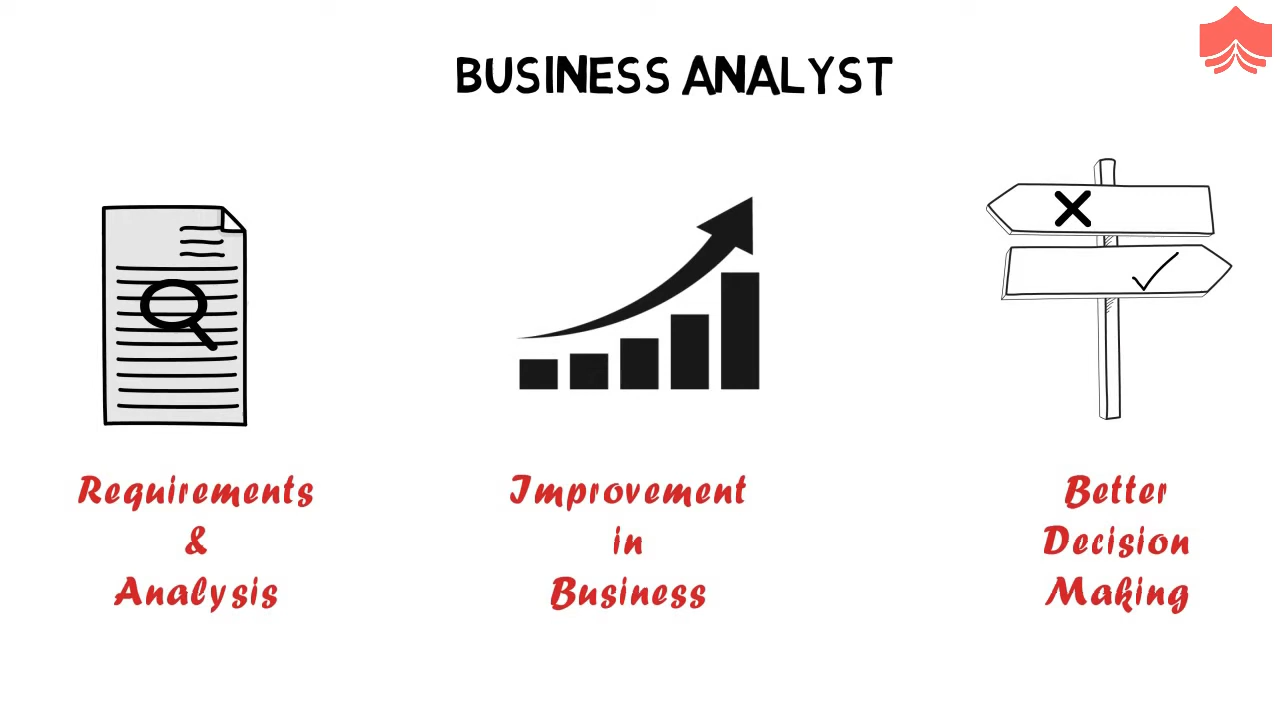 BUSINESS ANALYST
Requirements
&
Analysis
Improvement
in
Business
Better
Decision
Making